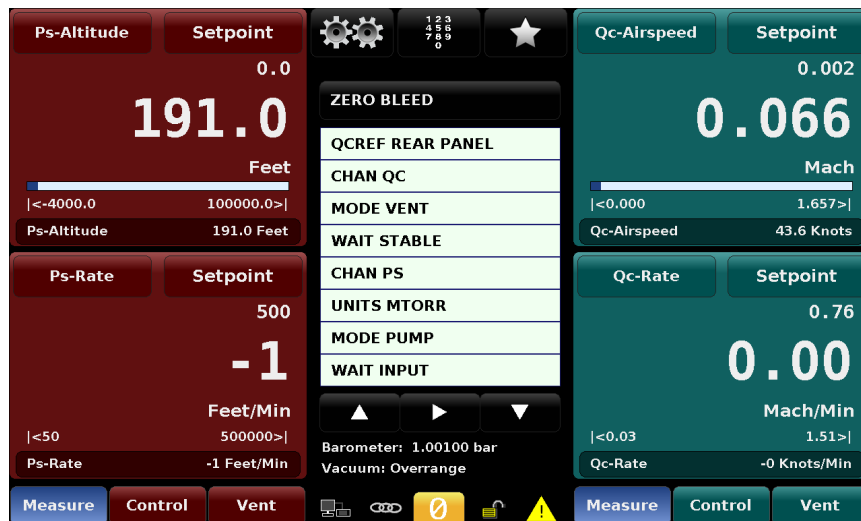 Ps-Altitude Setpoint
0.0
191.0
Feet
|<-4000.0 100000.0>|
Ps-Altitude 191.0 Feet
Ps-Rate Setpoint
500
-1
Feet/Min
|<50 500000>|
Ps-Rate -1 Feet/Min
Measure Control Vent
1 2 3
4 5 6
7 8 9
0
ZERO BLEED
QCREF REAR PANEL
CHAN QC
MODE VENT
WAIT STABLE
CHAN PS
UNITS MTORR
MODE PUMP
WAIT INPUT
Barometer: 1.00100 bar
Vacuum: Overrange
0
Qc-Airspeed Setpoint
0.002
0.066
Mach
|<0.000 1.657>|
Qc-Airspeed 43.6 Knots
Qc-Rate Setpoint
0.76
0.00
Mach/Min
|<0.03 1.51>|
Qc-Rate -0 Knots/Min
Measure Control Vent